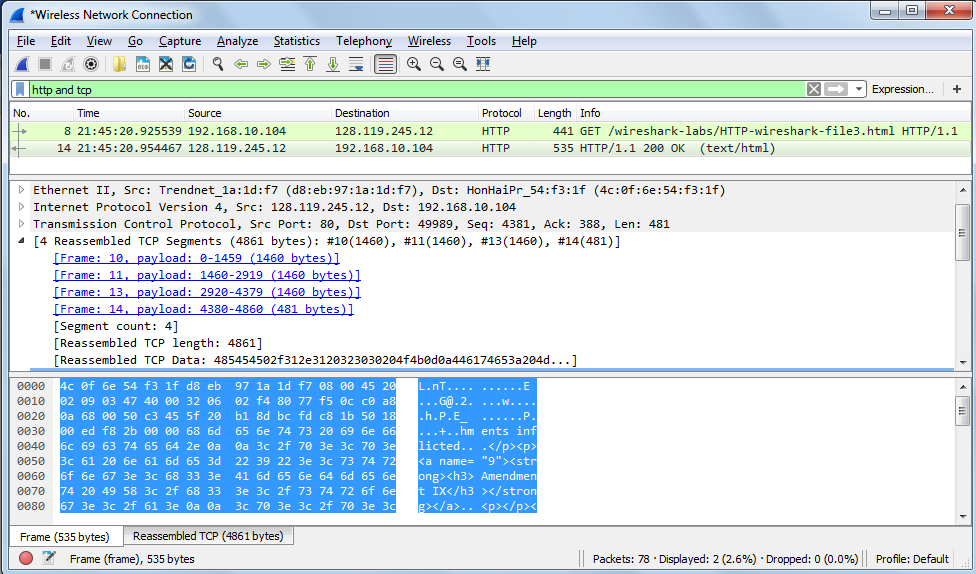 *Wireless Network Connection
File Edit View Go Capture Analyze Statistics Telephony Wireless Tools Help
http and tcp Expression... +
No. Time Source Destination Protocol Length Info
8 21:45:20.925539 192.168.10.104 128.119.245.12 HTTP 441 GET /wireshark-labs/HTTP-wireshark-file3.html HTTP/1.1
14 21:45:20.954467 128.119.245.12 192.168.10.104 HTTP 535 HTTP/1.1 200 OK (text/html)
Ethernet II, Src: Trendnet_1a:1d:f7 (d8:eb:97:1a:1d:f7), Dst: HonHaiPr_54:f3:1f (4c:0f:6e:54:f3:1f)
Internet Protocol Version 4, Src: 128.119.245.12, Dst: 192.168.10.104
Transmission Control Protocol, Src Port: 80, Dst Port: 49989, Seq: 4381, Ack: 388, Len: 481
[4 Reassembled TCP Segments (4861 bytes): #10(1460), #11(1460), #13(1460), #14(481)]
[Frame: 10, payload: 0-1459 (1460 bytes)]
[Frame: 11, payload: 1460-2919 (1460 bytes)]
[Frame: 13, payload: 2920-4379 (1460 bytes)]
[Frame: 14, payload: 4380-4860 (481 bytes)]
[Segment count: 4]
[Reassembled TCP length: 4861]
[Reassembled TCP Data: 485454502f312e3120323030204f4b0d0a446174653a204d...]
0000 4c 0f 6e 54 f3 1f d8 eb 97 1a 1d f7 08 00 45 20 L.nT.... ......E
0010 02 09 03 47 40 00 32 06 02 f4 80 77 f5 0c c0 a8 ...G@.2. ...w....
0020 0a 68 00 50 c3 45 5f 20 b1 8d bc fd c8 1b 50 18 .h.P.E_ ......P.
0030 00 ed f8 2b 00 00 68 6d 65 6e 74 73 20 69 6e 66 ...+..hm ents inf
0040 6c 69 63 74 65 64 2e 0a 0a 3c 2f 70 3e 3c 70 3e licted.. .</p><p>
0050 3c 61 20 6e 61 6d 65 3d 22 39 22 3e 3c 73 74 72 <a name= "9"><str
0060 6f 6e 67 3e 3c 68 33 3e 41 6d 65 6e 64 6d 65 6e ong><h3> Amendmen
0070 74 20 49 58 3c 2f 68 33 3e 3c 2f 73 74 72 6f 6e t IX</h3 ></stron
0080 67 3e 3c 2f 61 3e 0a 0a 3c 70 3e 3c 2f 70 3e 3c g></a>.. <p></p><
Frame (535 bytes) Reassembled TCP (4861 bytes)
Frame (frame), 535 bytes Packets: 78 · Displayed: 2 (2.6%) · Dropped: 0 (0.0%) Profile: Default